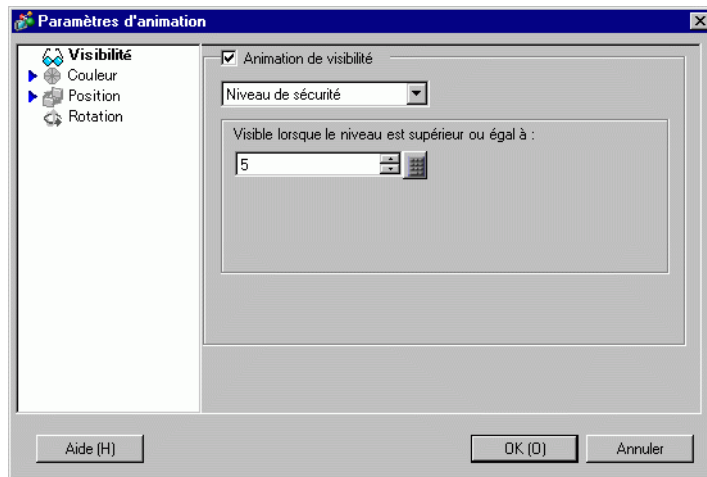 Paramètres d'animation
Visibilité
Couleur
Position
Rotation
Animation de visibilité
Niveau de sécurité
Visible lorsque le niveau est supérieur ou égal à :
5
Aide (H)
OK (O)
Annuler